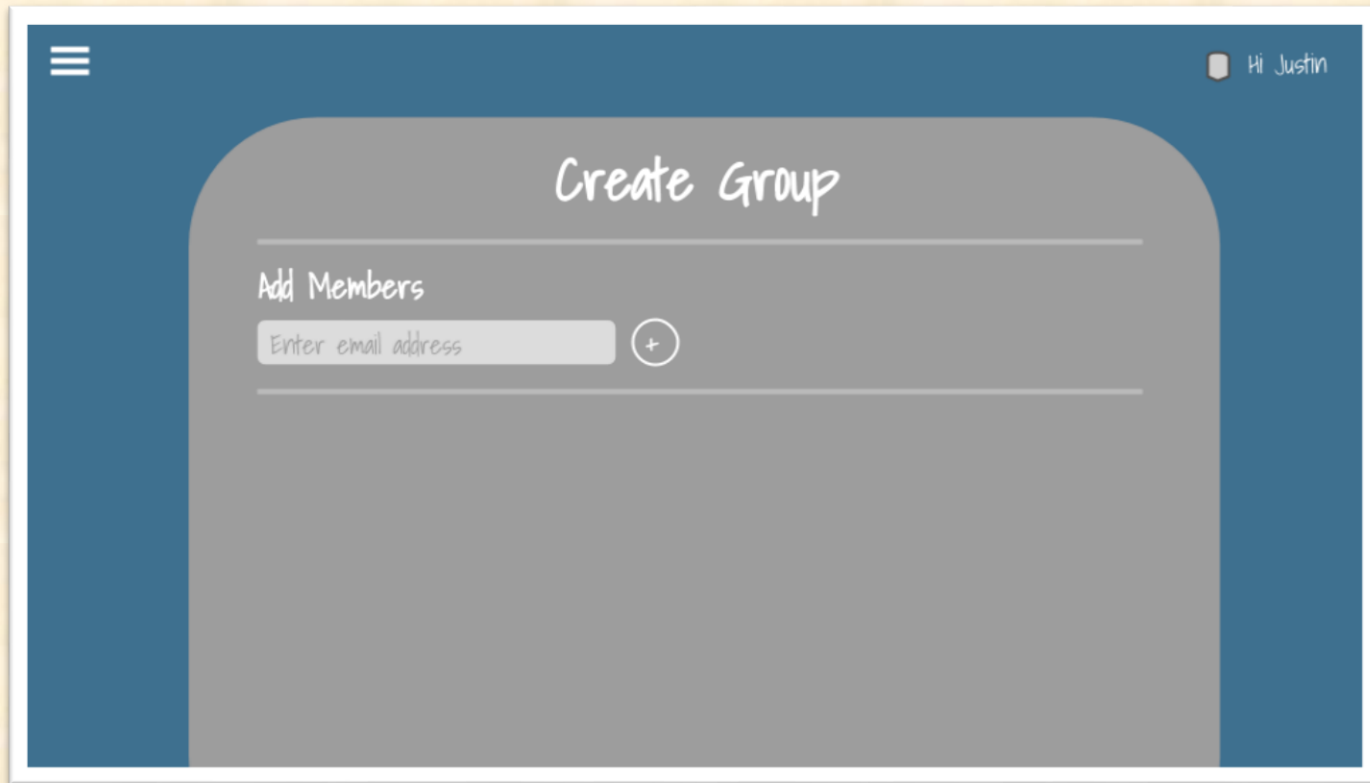 Hi Justin
Create Group
Add Members
Enter email address
+